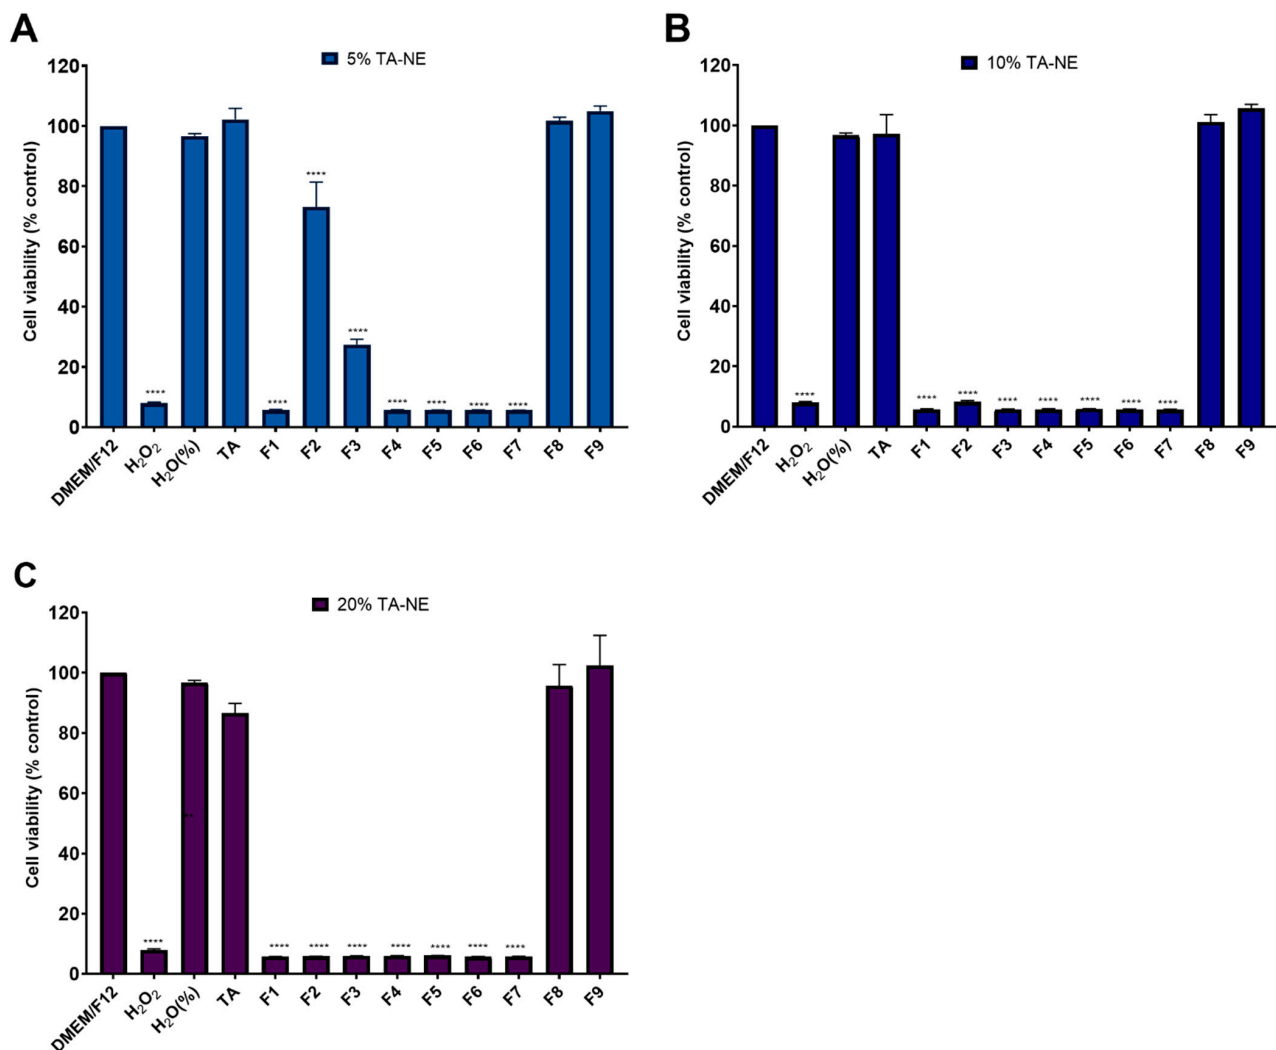 A
5% TA-NE
Cell viability (% control)
120
100
80
60
40
20
0
****
****
****
****
****
****
****
****
DMEM/F12
H₂O₂
H₂O(%)
TA
F1
F2
F3
F4
F5
F6
F7
F8
F9
B
10% TA-NE
Cell viability (% control)
120
100
80
60
40
20
0
****
****
****
****
****
****
****
****
DMEM/F12
H₂O₂
H₂O(%)
TA
F1
F2
F3
F4
F5
F6
F7
F8
F9
C
20% TA-NE
Cell viability (% control)
120
100
80
60
40
20
0
**
****
****
****
****
****
****
****
****
DMEM/F12
H₂O₂
H₂O(%)
TA
F1
F2
F3
F4
F5
F6
F7
F8
F9